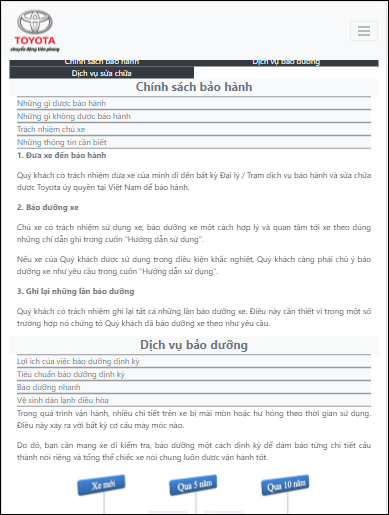 TOYOTA
chuyển động tiên phong
Chính sách bảo hành
Dịch vụ bảo dưỡng
Dịch vụ sửa chữa
Chính sách bảo hành
Những gì được bảo hành
Những gì không được bảo hành
Trách nhiệm chủ xe
Những thông tin cần biết
1. Đưa xe đến bảo hành
Quý khách có trách nhiệm đưa xe của mình đi đến bất kỳ Đại lý / Trạm dịch vụ bảo hành và sửa chữa
được Toyota ủy quyền tại Việt Nam để bảo hành.
2. Bảo dưỡng xe
Chủ xe có trách nhiệm sử dụng xe, bảo dưỡng xe một cách hợp lý và quan tâm tới xe theo đúng
những chỉ dẫn ghi trong cuốn "Hướng dẫn sử dụng".
Nếu xe của Quý khách được sử dụng trong điều kiện khắc nghiệt, Quý khách càng phải chú ý bảo
dưỡng xe như yêu cầu trong cuốn "Hướng dẫn sử dụng".
3. Ghi lại những lần bảo dưỡng
Quý khách có trách nhiệm ghi lại tất cả những lần bảo dưỡng xe. Điều này cần thiết vì trong một số
trường hợp nó chứng tỏ Quý khách đã bảo dưỡng xe theo như yêu cầu.
Dịch vụ bảo dưỡng
Lợi ích của việc bảo dưỡng định kỳ
Tiêu chuẩn bảo dưỡng định kỳ
Bảo dưỡng nhanh
Vệ sinh dàn lạnh điều hòa
Trong quá trình vận hành, nhiều chi tiết trên xe bị mài mòn hoặc hư hỏng theo thời gian sử dụng.
Điều này xảy ra với bất kỳ cơ cấu máy móc nào.
Do đó, bạn cần mang xe đi kiểm tra, bảo dưỡng một cách định kỳ để đảm bảo từng chi tiết cấu
thành nói riêng và tổng thể chiếc xe nói chung luôn được vận hành tốt.
Xe mới
Qua 5 năm
Qua 10 năm